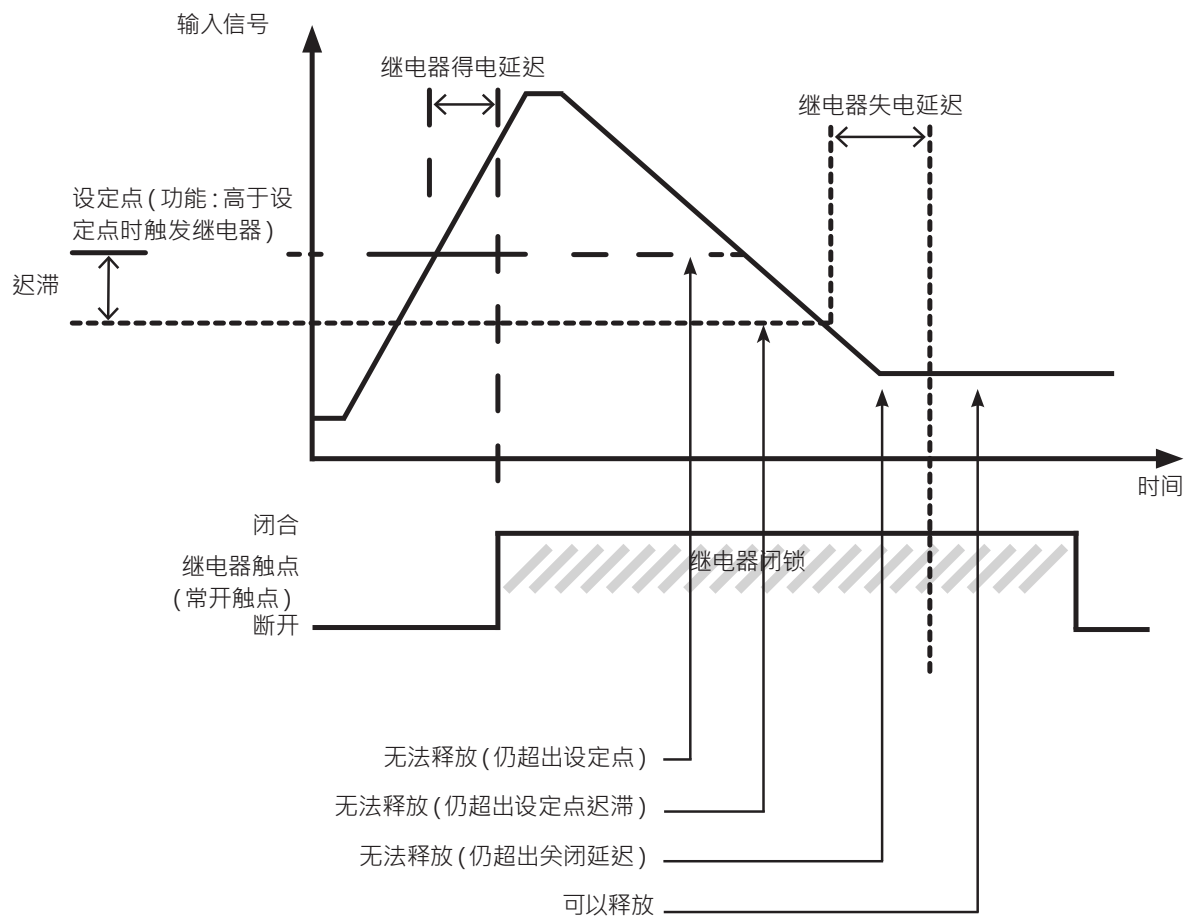 输入信号
继电器得电延迟
继电器失电延迟
设定点(功能:高于设
定点时触发继电器)
迟滞
时间
闭合
继电器触点
(常开触点)
断开
继电器闭锁
无法释放(仍超出设定点)
无法释放(仍超出设定点迟滞)
无法释放(仍超出关闭延迟)
可以释放